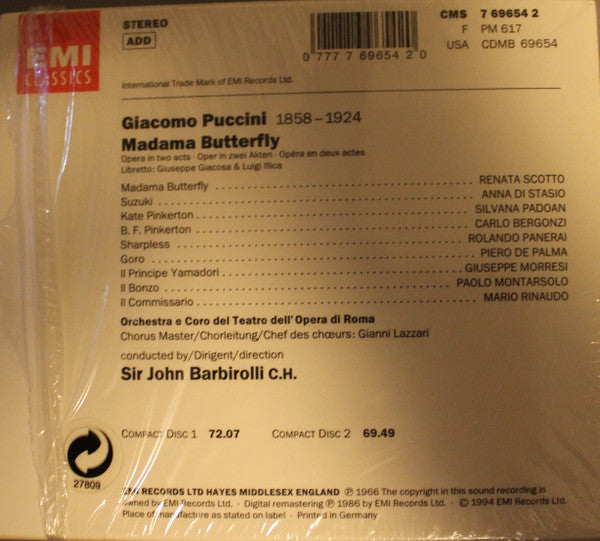 EMI
CLASSICS
STEREO
ADD
0 7777 69654 2 0
CMS 7 69654 2
F PM 617
USA CDMB 69654
International Trade Mark of EMI Records Ltd.
Giacomo Puccini 1858–1924
Madama Butterfly
Opera in two acts · Oper in zwei Akten · Opéra en deux actes
Libretto: Giuseppe Giacosa & Luigi Illica
Madama Butterfly RENATA SCOTTO
Suzuki ANNA DI STASIO
Kate Pinkerton SILVANA PADOAN
B. F. Pinkerton CARLO BERGONZI
Sharpless ROLANDO PANERAI
Goro PIERO DE PALMA
Il Principe Yamadori GIUSEPPE MORRESI
Il Bonzo PAOLO MONTARSOLO
Il Commissario MARIO RINAUDO
Orchestra e Coro del Teatro dell'Opera di Roma
Chorus Master/Chorleitung/Chef des chœurs: Gianni Lazzari
conducted by/Dirigent/direction
Sir John Barbirolli C.H.
COMPACT DISC 1 72.07 COMPACT DISC 2 69.49
27809
EMI RECORDS LTD HAYES MIDDLESEX ENGLAND ℗ 1966 The copyright in this sound recording is
owned by EMI Records Ltd. · Digital remastering ℗ 1986 by EMI Records Ltd. · © 1994 EMI Records Ltd.
Place of manufacture as stated on label · Printed in Germany